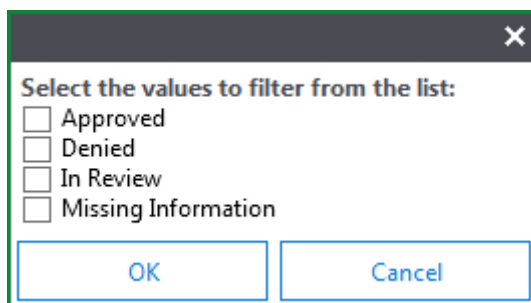 Select the values to filter from the list:
Approved
Denied
In Review
Missing Information
OK
Cancel